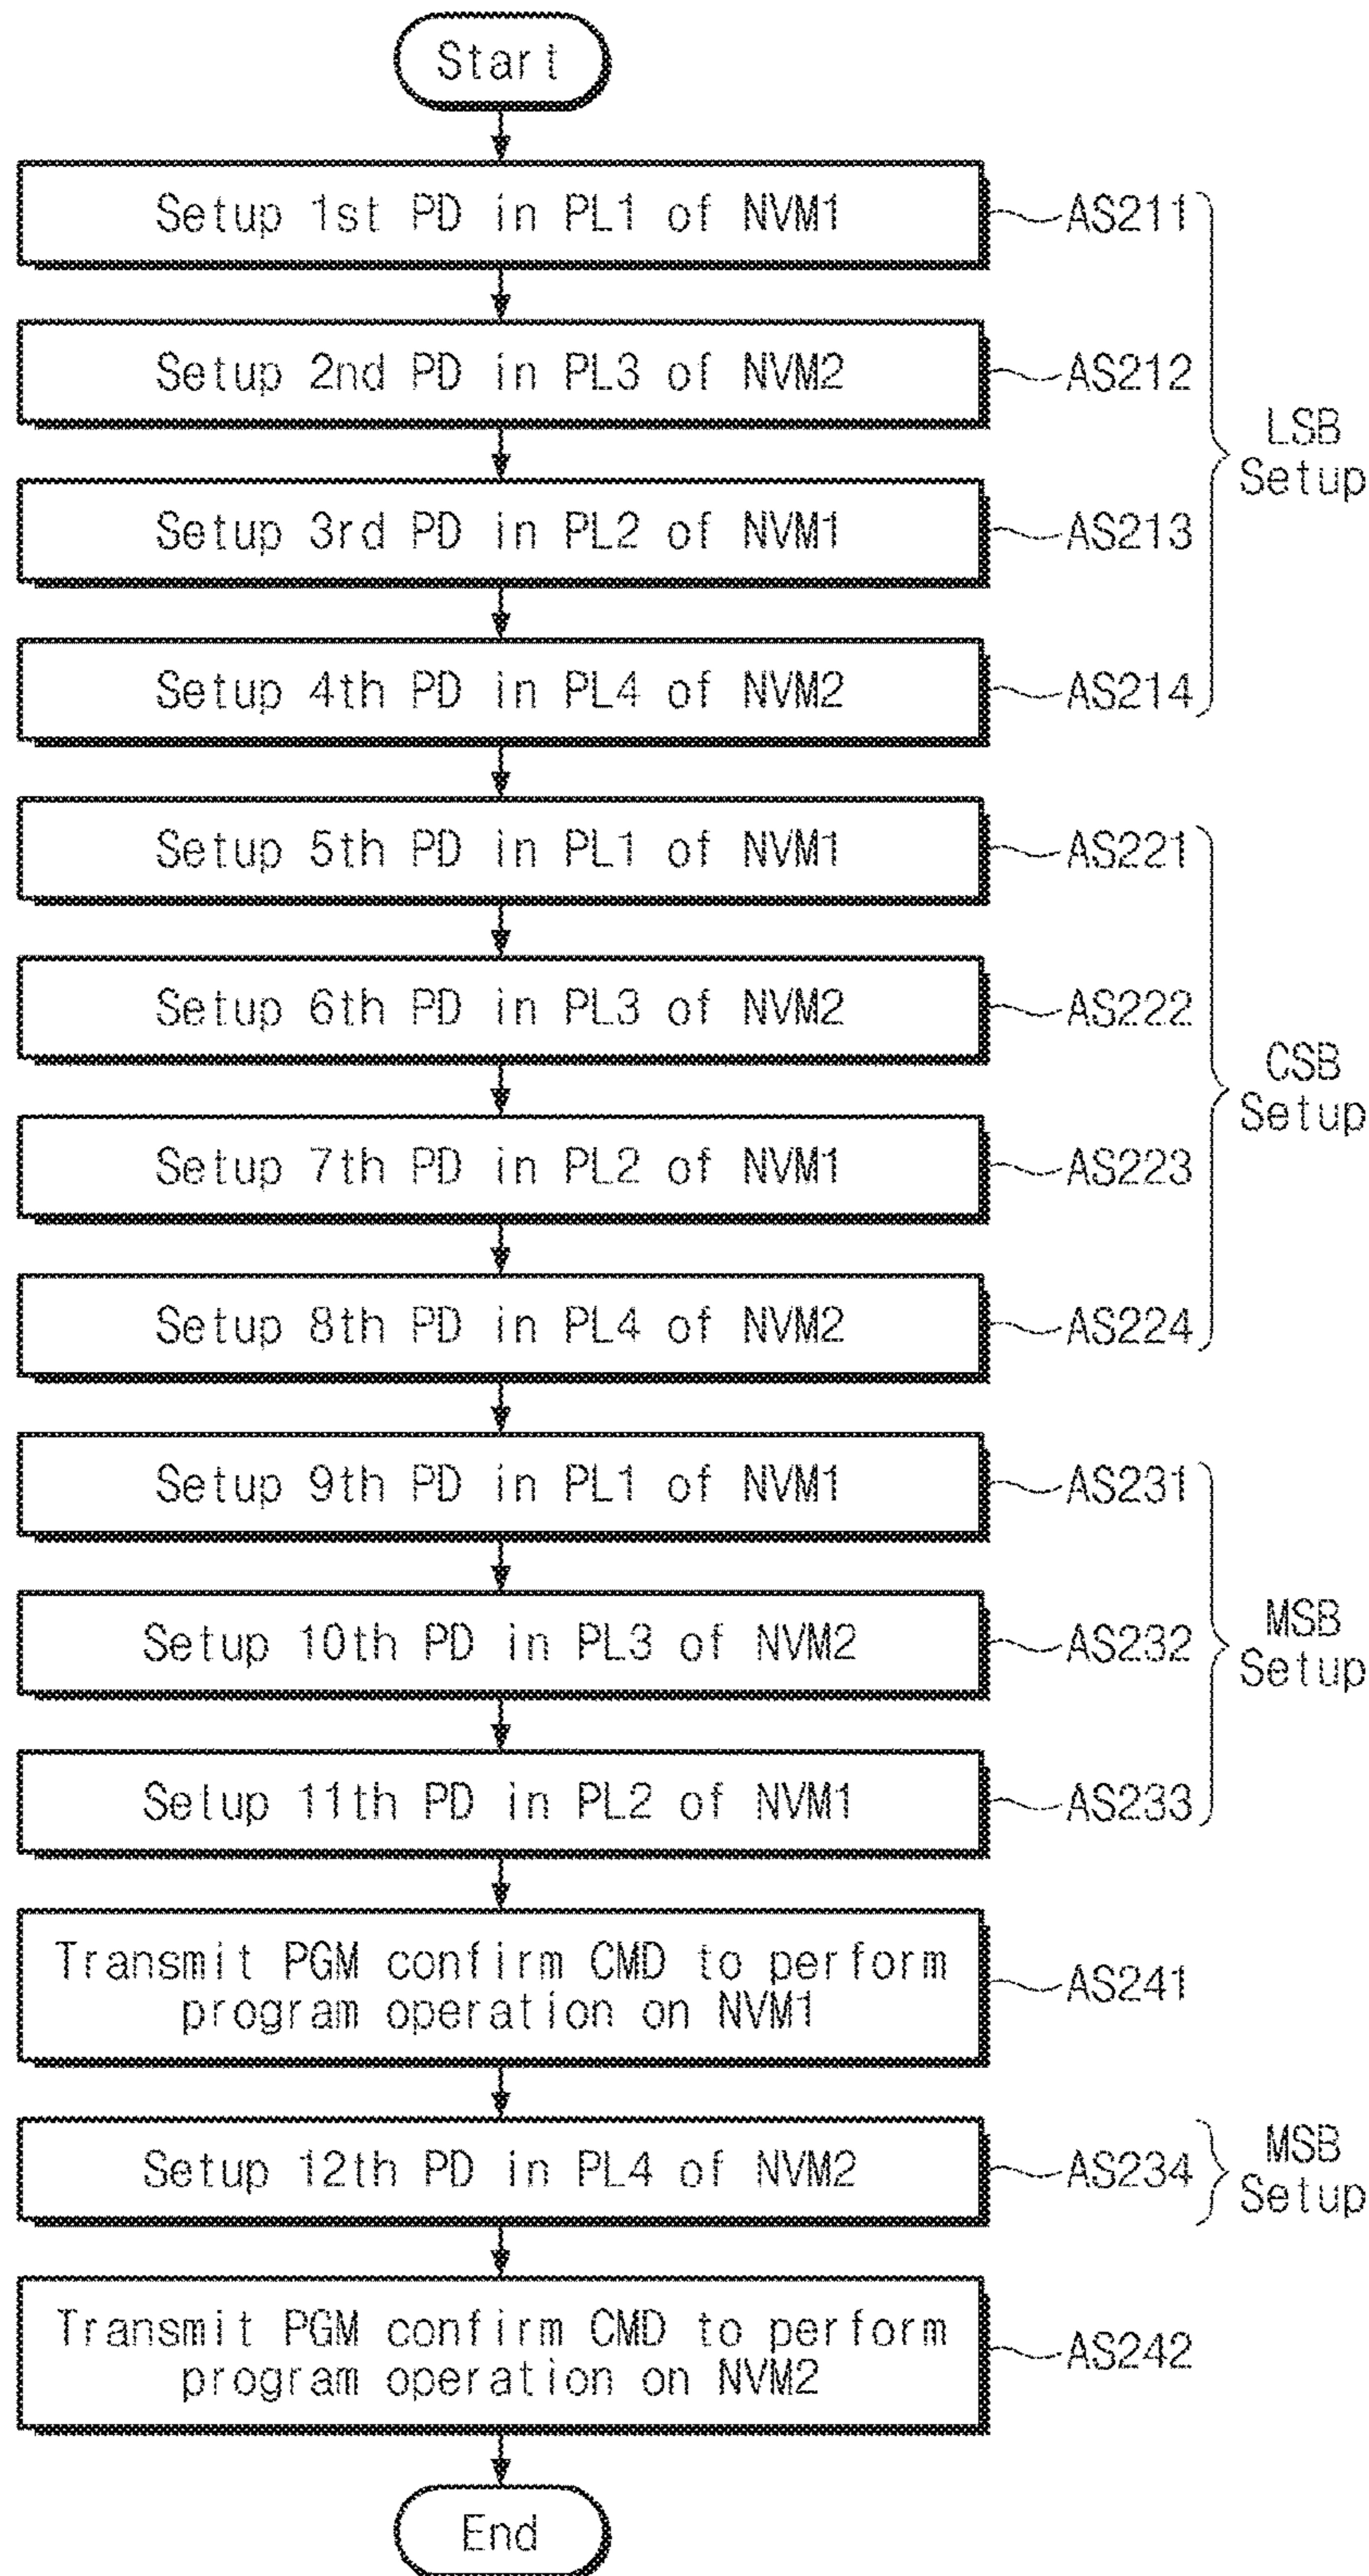 Start
Setup 1st PD in PL1 of NVM1
AS211
Setup 2nd PD in PL3 of NVM2
AS212
LSB
Setup
Setup 3rd PD in PL2 of NVM1
AS213
Setup 4th PD in PL4 of NVM2
AS214
Setup 5th PD in PL1 of NVM1
AS221
Setup 6th PD in PL3 of NVM2
AS222
CSB
Setup
Setup 7th PD in PL2 of NVM1
AS223
Setup 8th PD in PL4 of NVM2
AS224
Setup 9th PD in PL1 of NVM1
AS231
Setup 10th PD in PL3 of NVM2
AS232
MSB
Setup
Setup 11th PD in PL2 of NVM1
AS233
Transmit PGM confirm CMD to perform
program operation on NVM1
AS241
Setup 12th PD in PL4 of NVM2
AS234
MSB
Setup
Transmit PGM confirm CMD to perform
program operation on NVM2
AS242
End